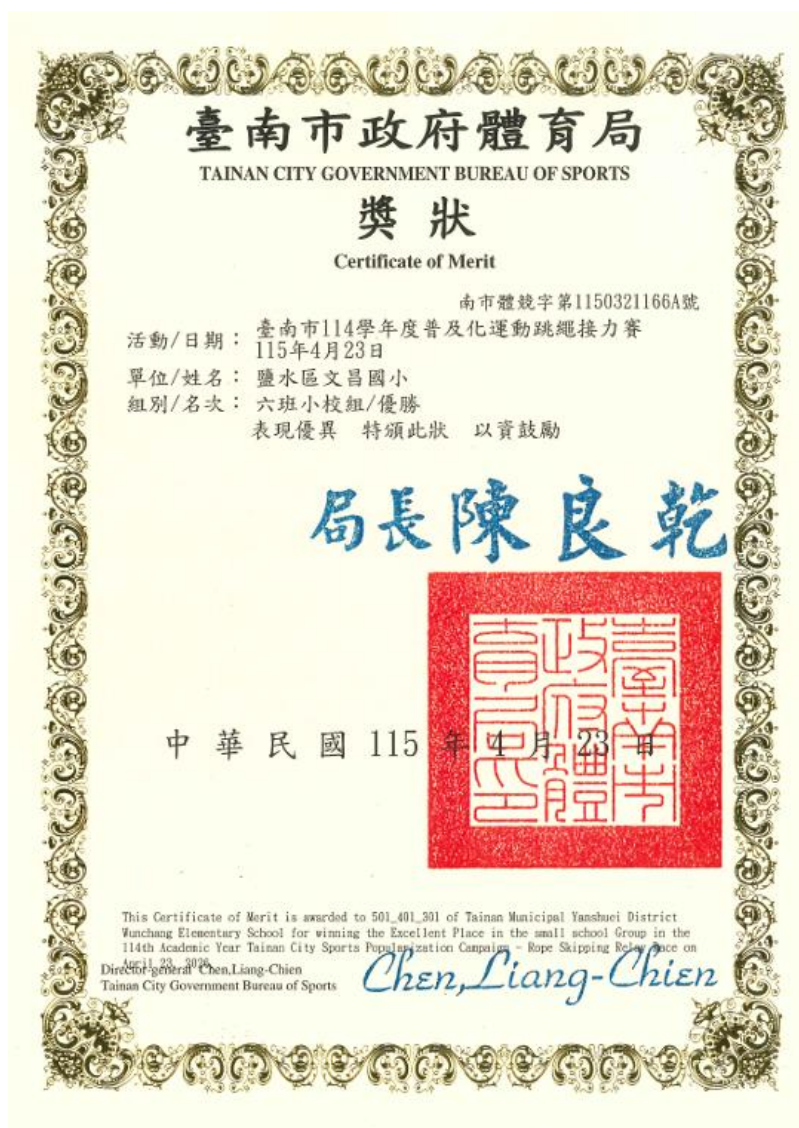 臺南市政府體育局
TAINAN CITY GOVERNMENT BUREAU OF SPORTS
獎狀
Certificate of Merit
南市體競字第1150321166A號
活動/日期：臺南市114學年度普及化運動跳繩接力賽
115年4月23日
單位/姓名：鹽水區文昌國小
組別/名次：六班小校組/優勝
表現優異 特頒此狀 以資鼓勵
局長陳良乾
臺南市政府體育局印
中華民國115年4月23日
This Certificate of Merit is awarded to 501_401_301 of Tainan Municipal Yanshuei District
Wunchang Elementary School for winning the Excellent Place in the small school Group in the
114th Academic Year Tainan City Sports Popularization Campaign - Rope Skipping Relay Race on
April 23,
Director-general Chen,Liang-Chien
Tainan City Government Bureau of Sports
Chen,Liang-Chien